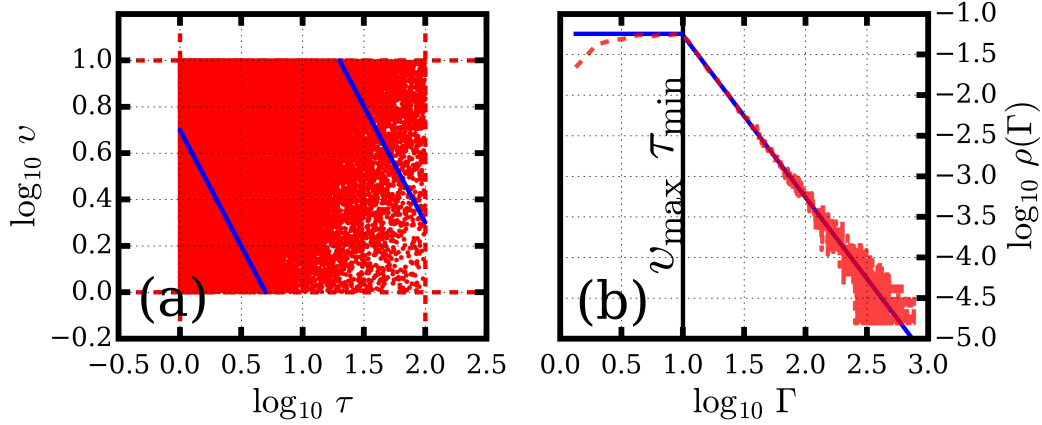 log₁₀ v
1.0
0.8
0.6
0.4
0.2
0.0
−0.2
(a)
−0.5 0.0 0.5 1.0 1.5 2.0 2.5
log₁₀ τ
v_max τ_min
(b)
0.0 0.5 1.0 1.5 2.0 2.5 3.0
log₁₀ Γ
−1.0
−1.5
−2.0
−2.5
−3.0
−3.5
−4.0
−4.5
−5.0
log₁₀ ρ(Γ)